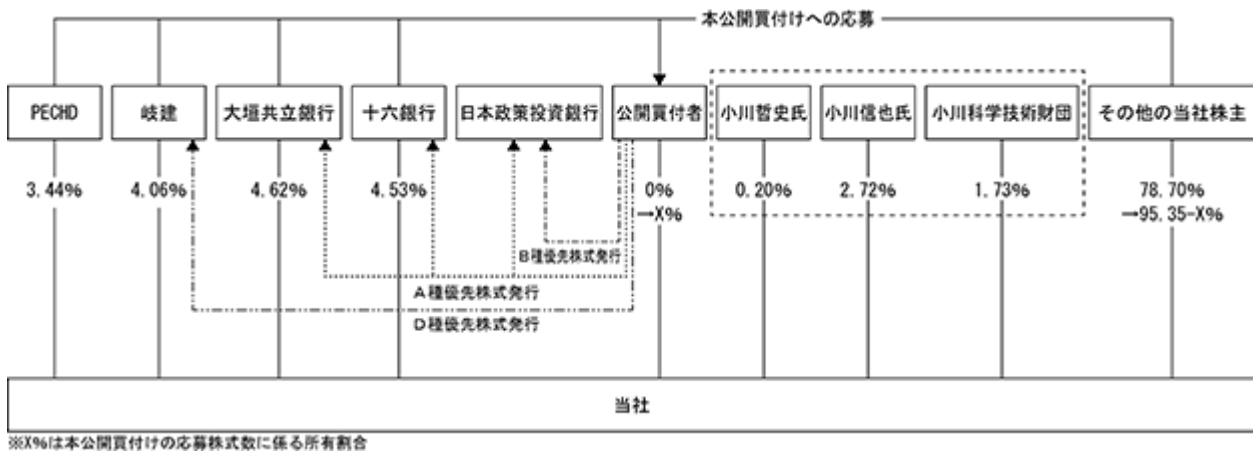 本公開買付けへの応募
PECHD
岐建
大垣共立銀行
十六銀行
日本政策投資銀行
公開買付者
小川哲史氏
小川信也氏
小川科学技術財団
その他の当社株主
3.44%
4.06%
4.62%
4.53%
0%
→X%
0.20%
2.72%
1.73%
78.70%
→95.35-X%
B種優先株式発行
A種優先株式発行
D種優先株式発行
当社
※X%は本公開買付けの応募株式数に係る所有割合